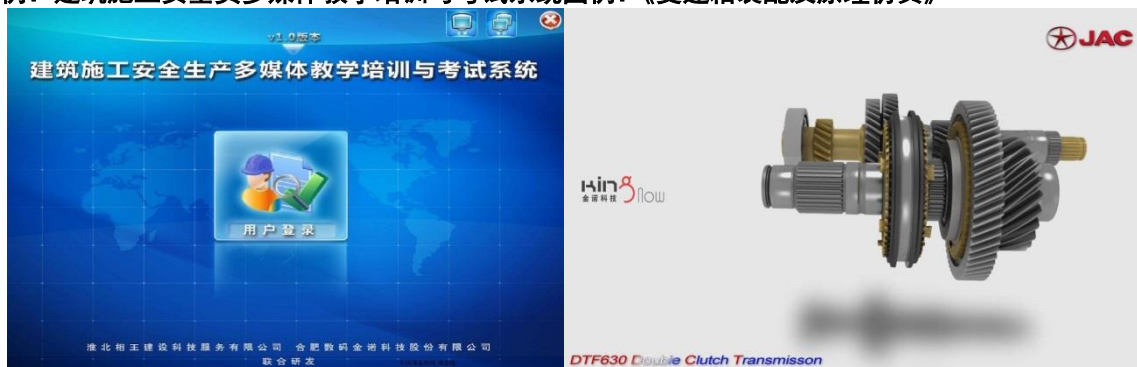 例：建筑施工安全员多媒体教学培训与考试系统图例：《变速箱装配及原理仿真》
v1.0版本
建筑施工安全生产多媒体教学培训与考试系统
用户登录
淮北相王建设科技服务有限公司 合肥数码金诺科技股份有限公司
联合研发
JAC
King now
金诺科技
DTF630 Double Clutch Transmisson